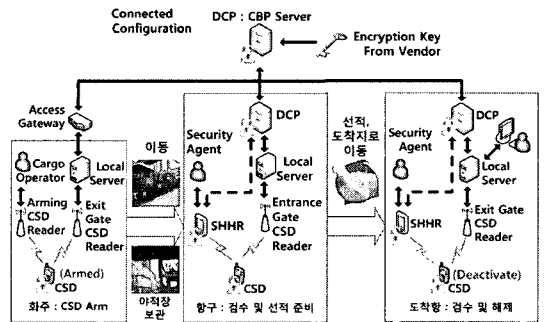 Connected
Configuration
DCP : CBP Server
Encryption Key
From Vendor
Access
Gateway
Cargo
Operator
Local
Server
Arming
CSD
Reader
Exit
Gate
CSD
Reader
(Armed)
CSD
화주 : CSD Arm
이동
야적장
보관
DCP
Security
Agent
Local
Server
SHHR
Entrance
Gate
CSD
Reader
CSD
항구 : 검수 및 선적 준비
선적,
도착지로
이동
DCP
Security
Agent
Local
Server
SHHR
Exit Gate
CSD
Reader
(Deactivate)
CSD
도착항 : 검수 및 해제